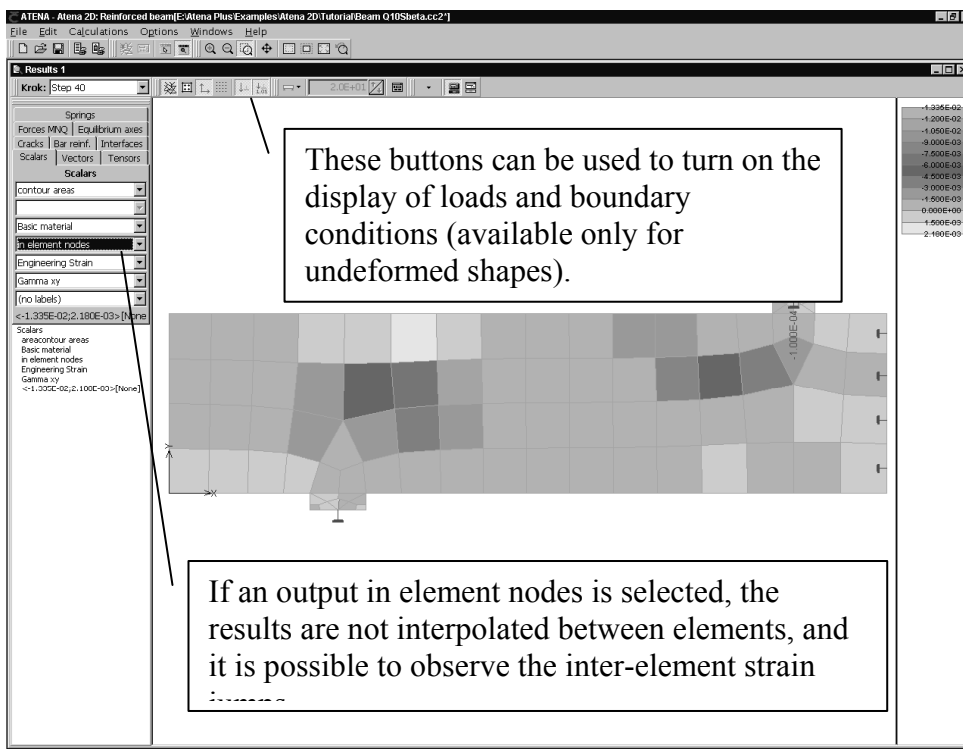 ATENA - Atena 2D: Reinforced beam[E:\Atena Plus\Examples\Atena 2D\Tutorial\Beam Q10Sbeta.cc2*]
File Edit Calculations Options Windows Help
Results 1
Krok: Step 40
2.0E+01
Springs
Forces MNQ Equilibrium axes
Cracks Bar reinf. Interfaces
Scalars Vectors Tensors
Scalars
contour areas
Basic material
in element nodes
Engineering Strain
Gamma xy
(no labels)
<-1.335E-02;2.180E-03>[None
Scalars
areacontour areas
Basic material
in element nodes
Engineering Strain
Gamma xy
<-1.335E-02;2.180E-03>[None]
These buttons can be used to turn on the
display of loads and boundary
conditions (available only for
undeformed shapes).
-1.335E-02
-1.200E-02
-1.050E-02
-9.000E-03
-7.500E-03
-6.000E-03
-4.500E-03
-3.000E-03
-1.500E-03
0.000E+00
1.500E-03
2.180E-03
-1.000E-04
Y
X
If an output in element nodes is selected, the
results are not interpolated between elements, and
it is possible to observe the inter-element strain